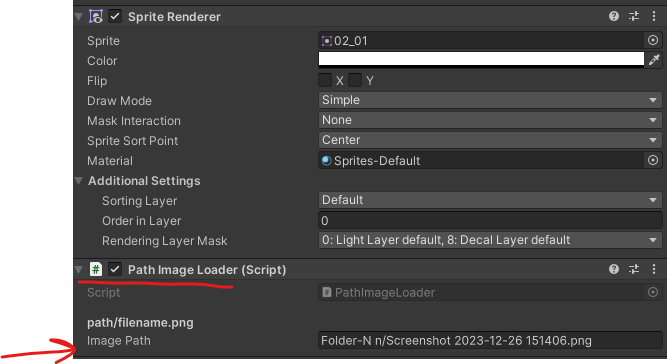 Sprite Renderer
Sprite 02_01
Color
Flip X Y
Draw Mode Simple
Mask Interaction None
Sprite Sort Point Center
Material Sprites-Default
Additional Settings
Sorting Layer Default
Order in Layer 0
Rendering Layer Mask 0: Light Layer default, 8: Decal Layer default
# Path Image Loader (Script)
Script # PathImageLoader
path/filename.png
Image Path Folder-N n/Screenshot 2023-12-26 151406.png